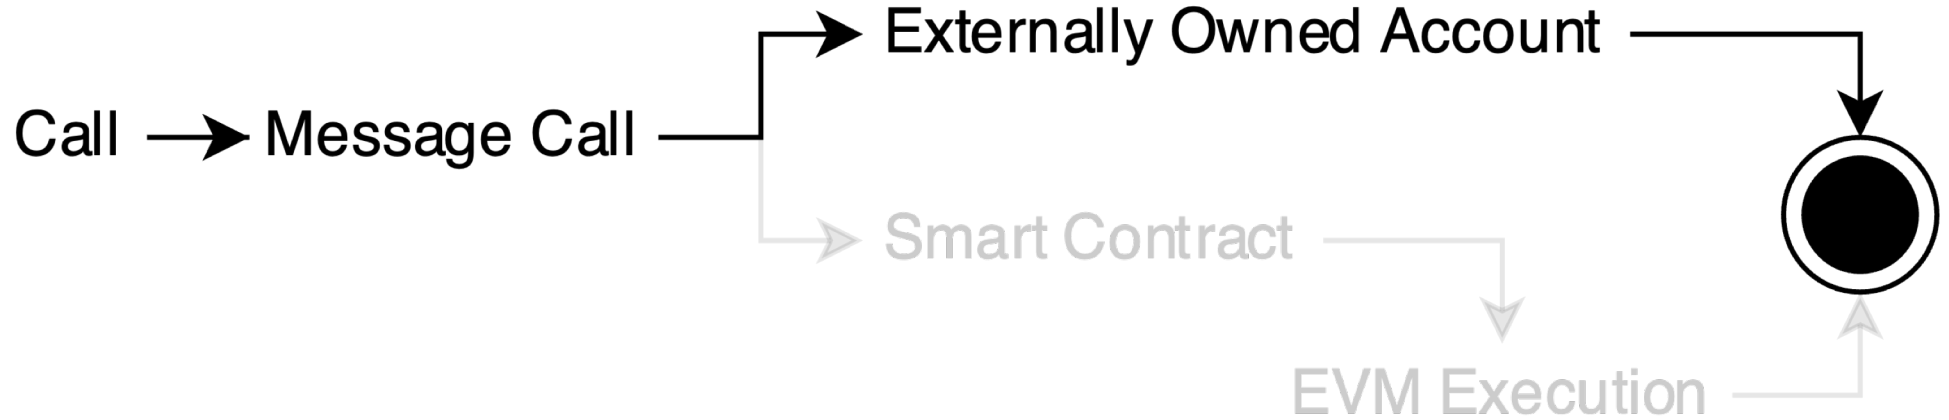 Externally Owned Account
Call
Message Call
Smart Contract
EVM Execution